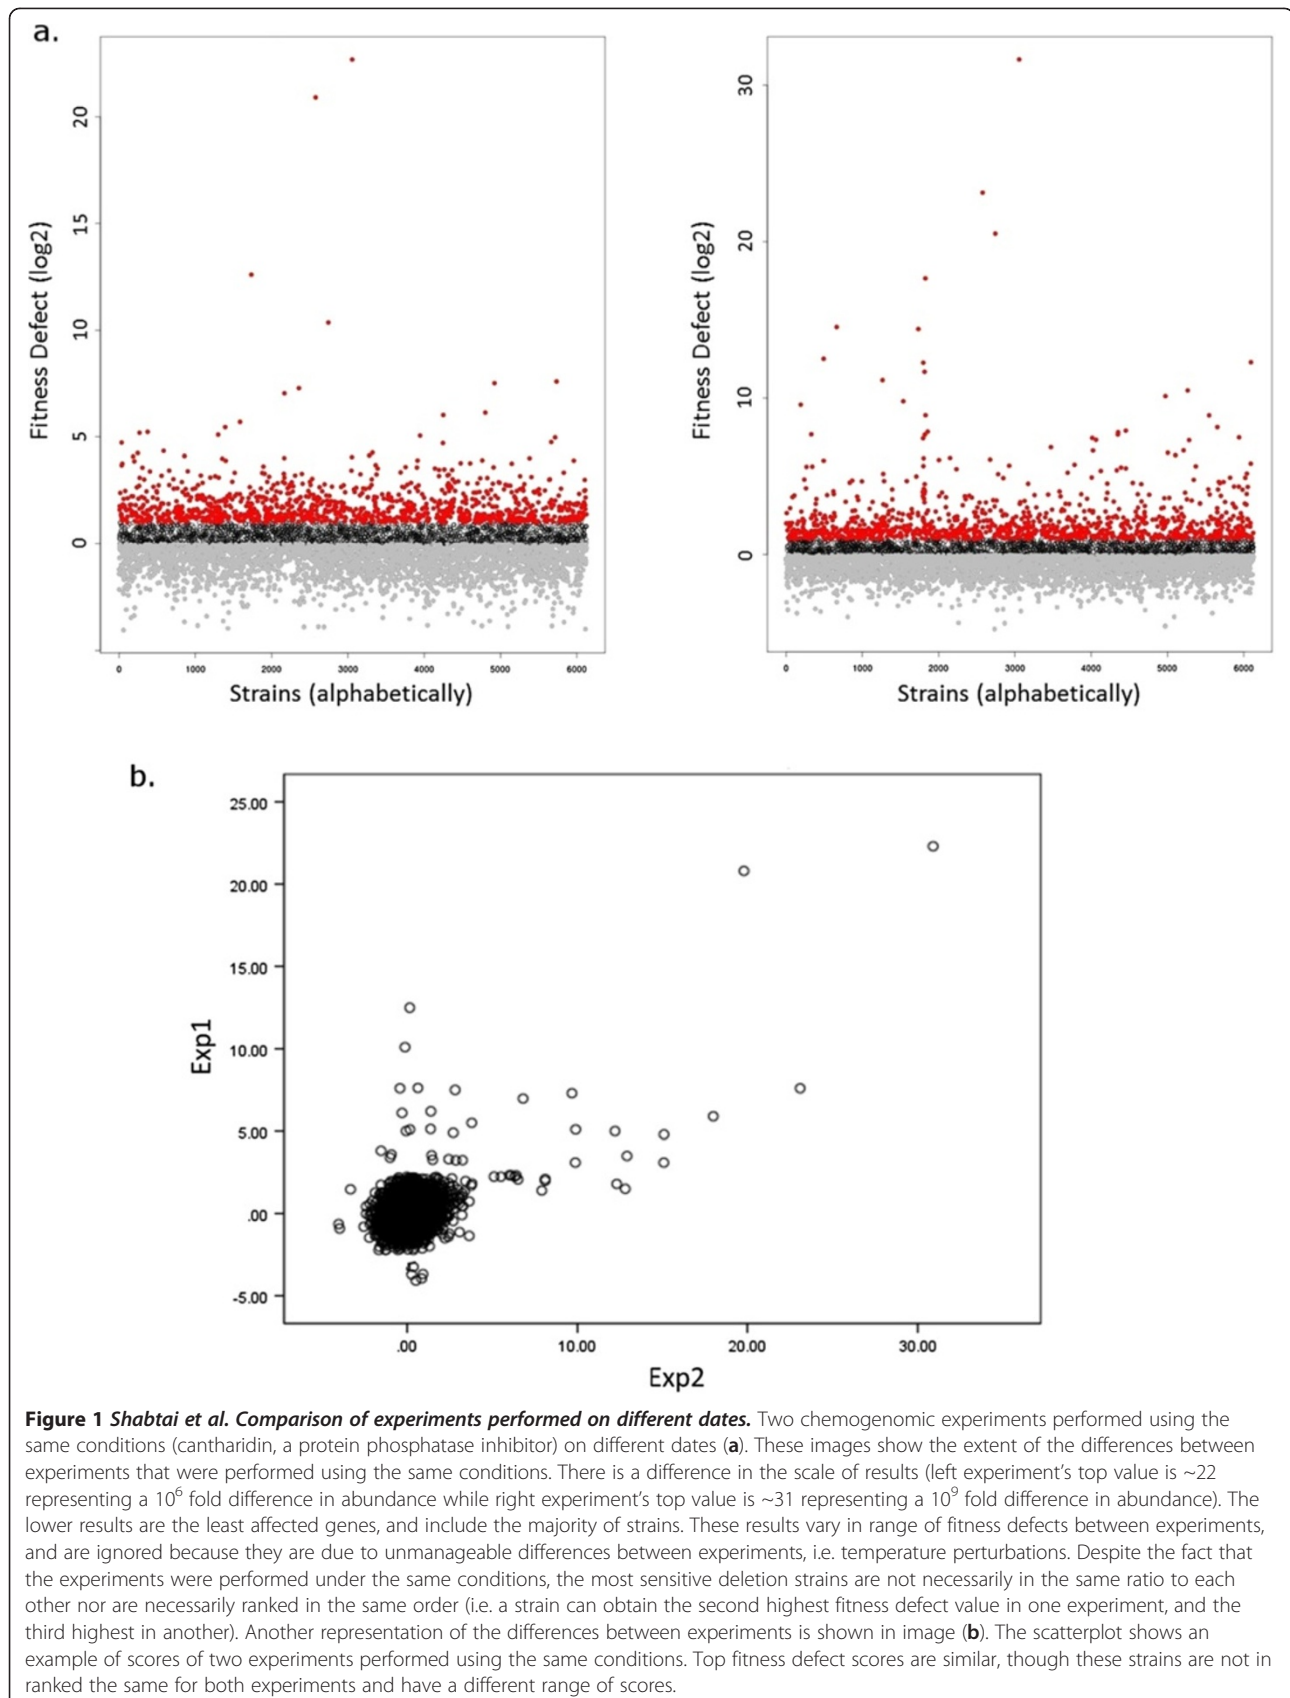 a.
20
15
10
5
0
Fitness Defect (log2)
0 1000 2000 3000 4000 5000 6000
Strains (alphabetically)
30
20
10
0
Fitness Defect (log2)
0 1000 2000 3000 4000 5000 6000
Strains (alphabetically)
b.
25.00
20.00
15.00
10.00
5.00
.00
-5.00
Exp1
.00 10.00 20.00 30.00
Exp2
Figure 1 Shabtai et al. Comparison of experiments performed on different dates. Two chemogenomic experiments performed using the
same conditions (cantharidin, a protein phosphatase inhibitor) on different dates (a). These images show the extent of the differences between
experiments that were performed using the same conditions. There is a difference in the scale of results (left experiment's top value is ~22
representing a 10⁶ fold difference in abundance while right experiment's top value is ~31 representing a 10⁹ fold difference in abundance). The
lower results are the least affected genes, and include the majority of strains. These results vary in range of fitness defects between experiments,
and are ignored because they are due to unmanageable differences between experiments, i.e. temperature perturbations. Despite the fact that
the experiments were performed under the same conditions, the most sensitive deletion strains are not necessarily in the same ratio to each
other nor are necessarily ranked in the same order (i.e. a strain can obtain the second highest fitness defect value in one experiment, and the
third highest in another). Another representation of the differences between experiments is shown in image (b). The scatterplot shows an
example of scores of two experiments performed using the same conditions. Top fitness defect scores are similar, though these strains are not in
ranked the same for both experiments and have a different range of scores.